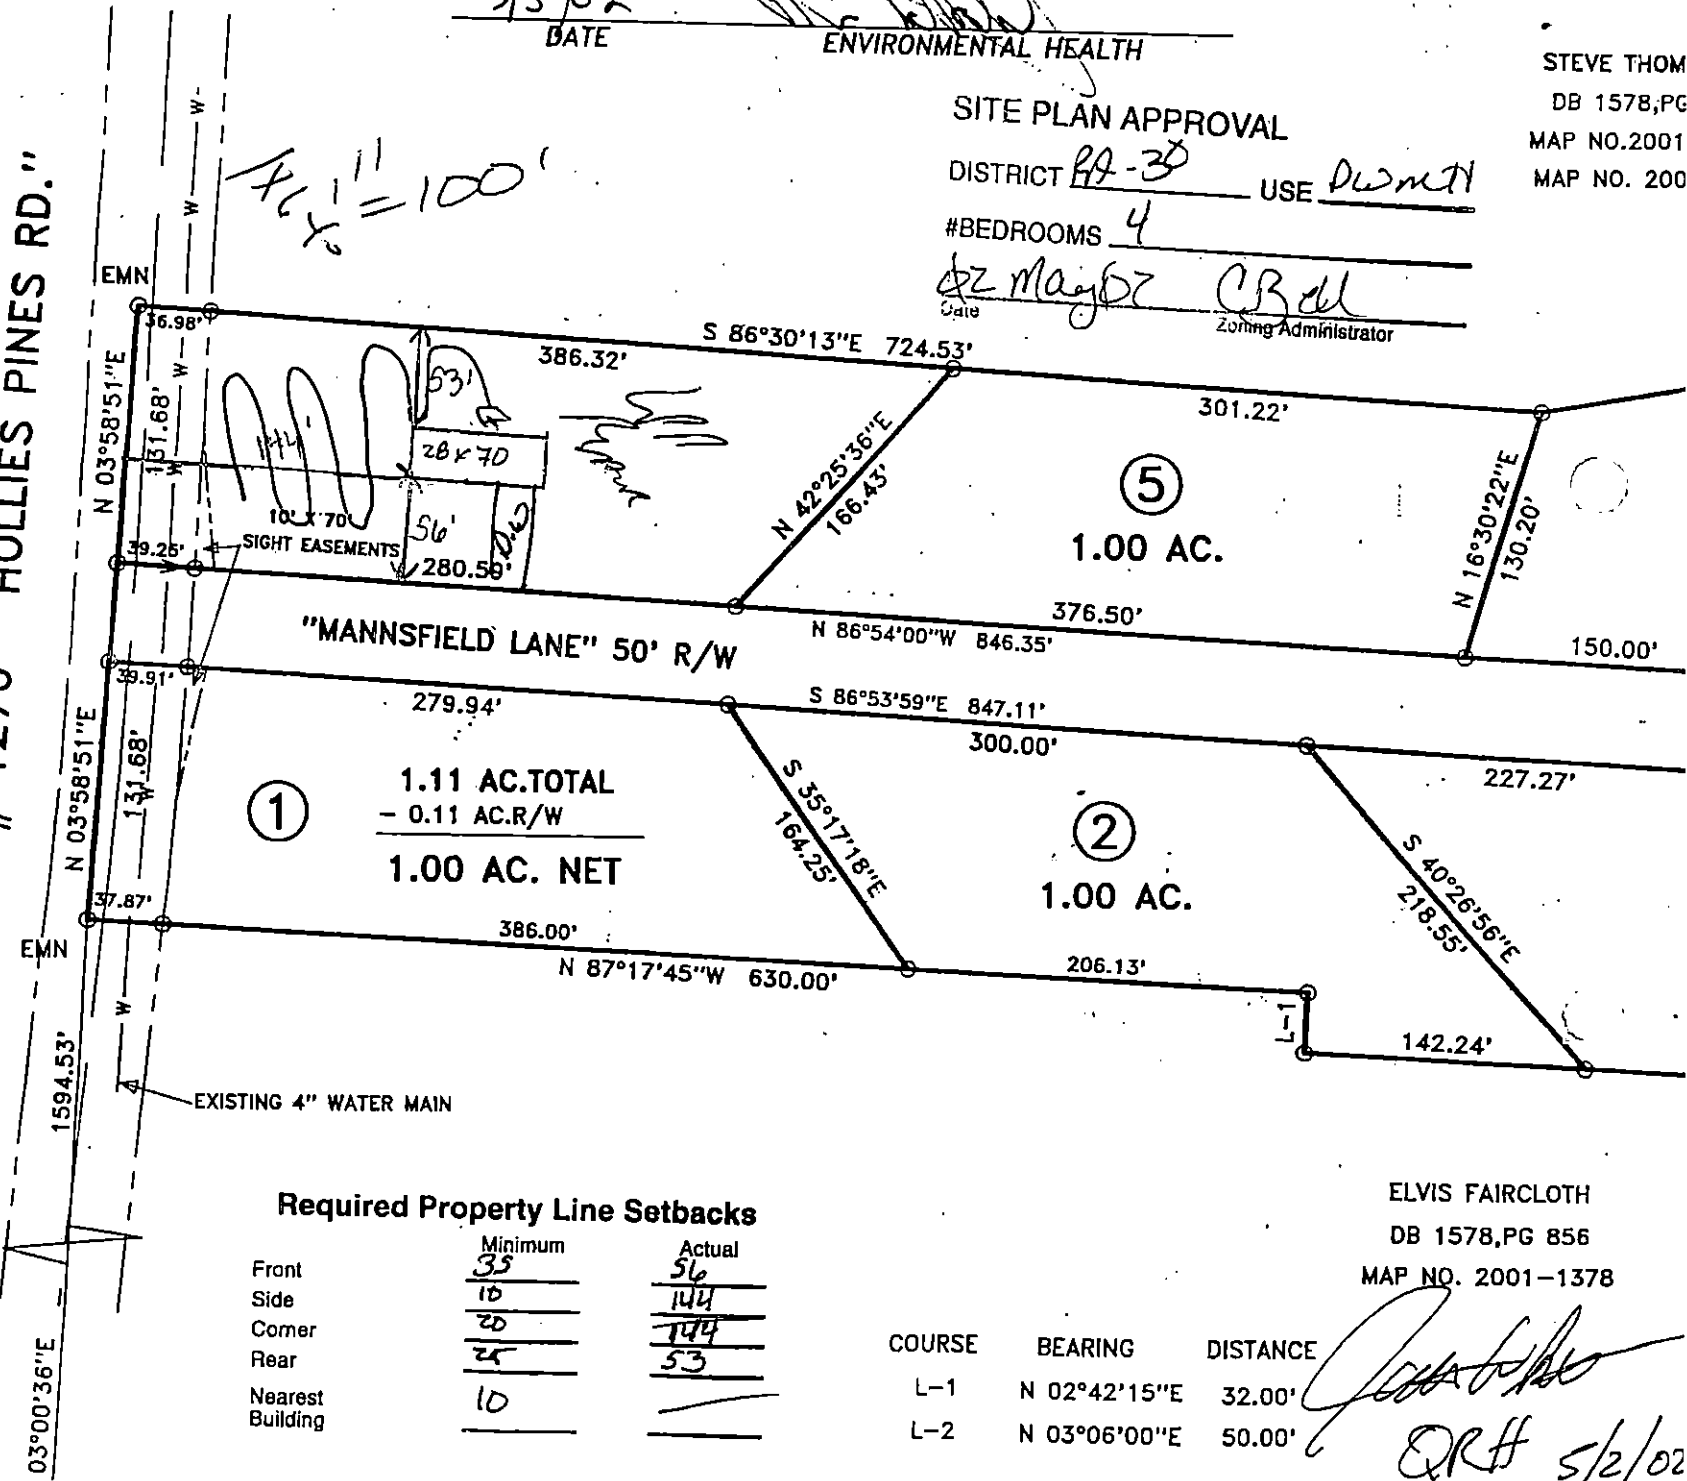 DATE
ENVIRONMENTAL HEALTH
STEVE THOM
DB 1578,PG
MAP NO.2001
MAP NO. 200
SITE PLAN APPROVAL
DISTRICT RA-30 USE DWMH
#BEDROOMS 4
02 May 02 CBell
Date
Zoning Administrator
1" = 100'
HOLLIES PINES RD."
EMN
36.98'
386.32'
S 86°30'13"E 724.53'
301.22'
N 03°58'51"E
131.68'
W
W
W
W
53'
28 x 70
144'
56'
D.W
10' X 70'
SIGHT EASEMENTS
39.25'
280.59'
N 42°25'36"E
166.43'
5
1.00 AC.
N 16°30'22"E
130.20'
376.50'
N 86°54'00"W 846.35'
150.00'
"MANNSFIELD LANE" 50' R/W
39.91'
279.94'
S 86°53'59"E 847.11'
300.00'
227.27'
N 03°58'51"E
131.68'
W
1
1.11 AC.TOTAL
- 0.11 AC.R/W
1.00 AC. NET
S 35°17'18"E
164.25'
2
1.00 AC.
S 40°26'56"E
218.55'
37.87'
386.00'
EMN
N 87°17'45"W 630.00'
206.13'
L-1
142.24'
W
1594.53'
EXISTING 4" WATER MAIN
03°00'36"E
Required Property Line Setbacks
Minimum Actual
Front 35 56
Side 10 144
Corner 20 144
Rear 25 53
Nearest 10
Building
ELVIS FAIRCLOTH
DB 1578,PG 856
MAP NO. 2001-1378
COURSE BEARING DISTANCE
L-1 N 02°42'15"E 32.00'
L-2 N 03°06'00"E 50.00'
QR# 5/2/02